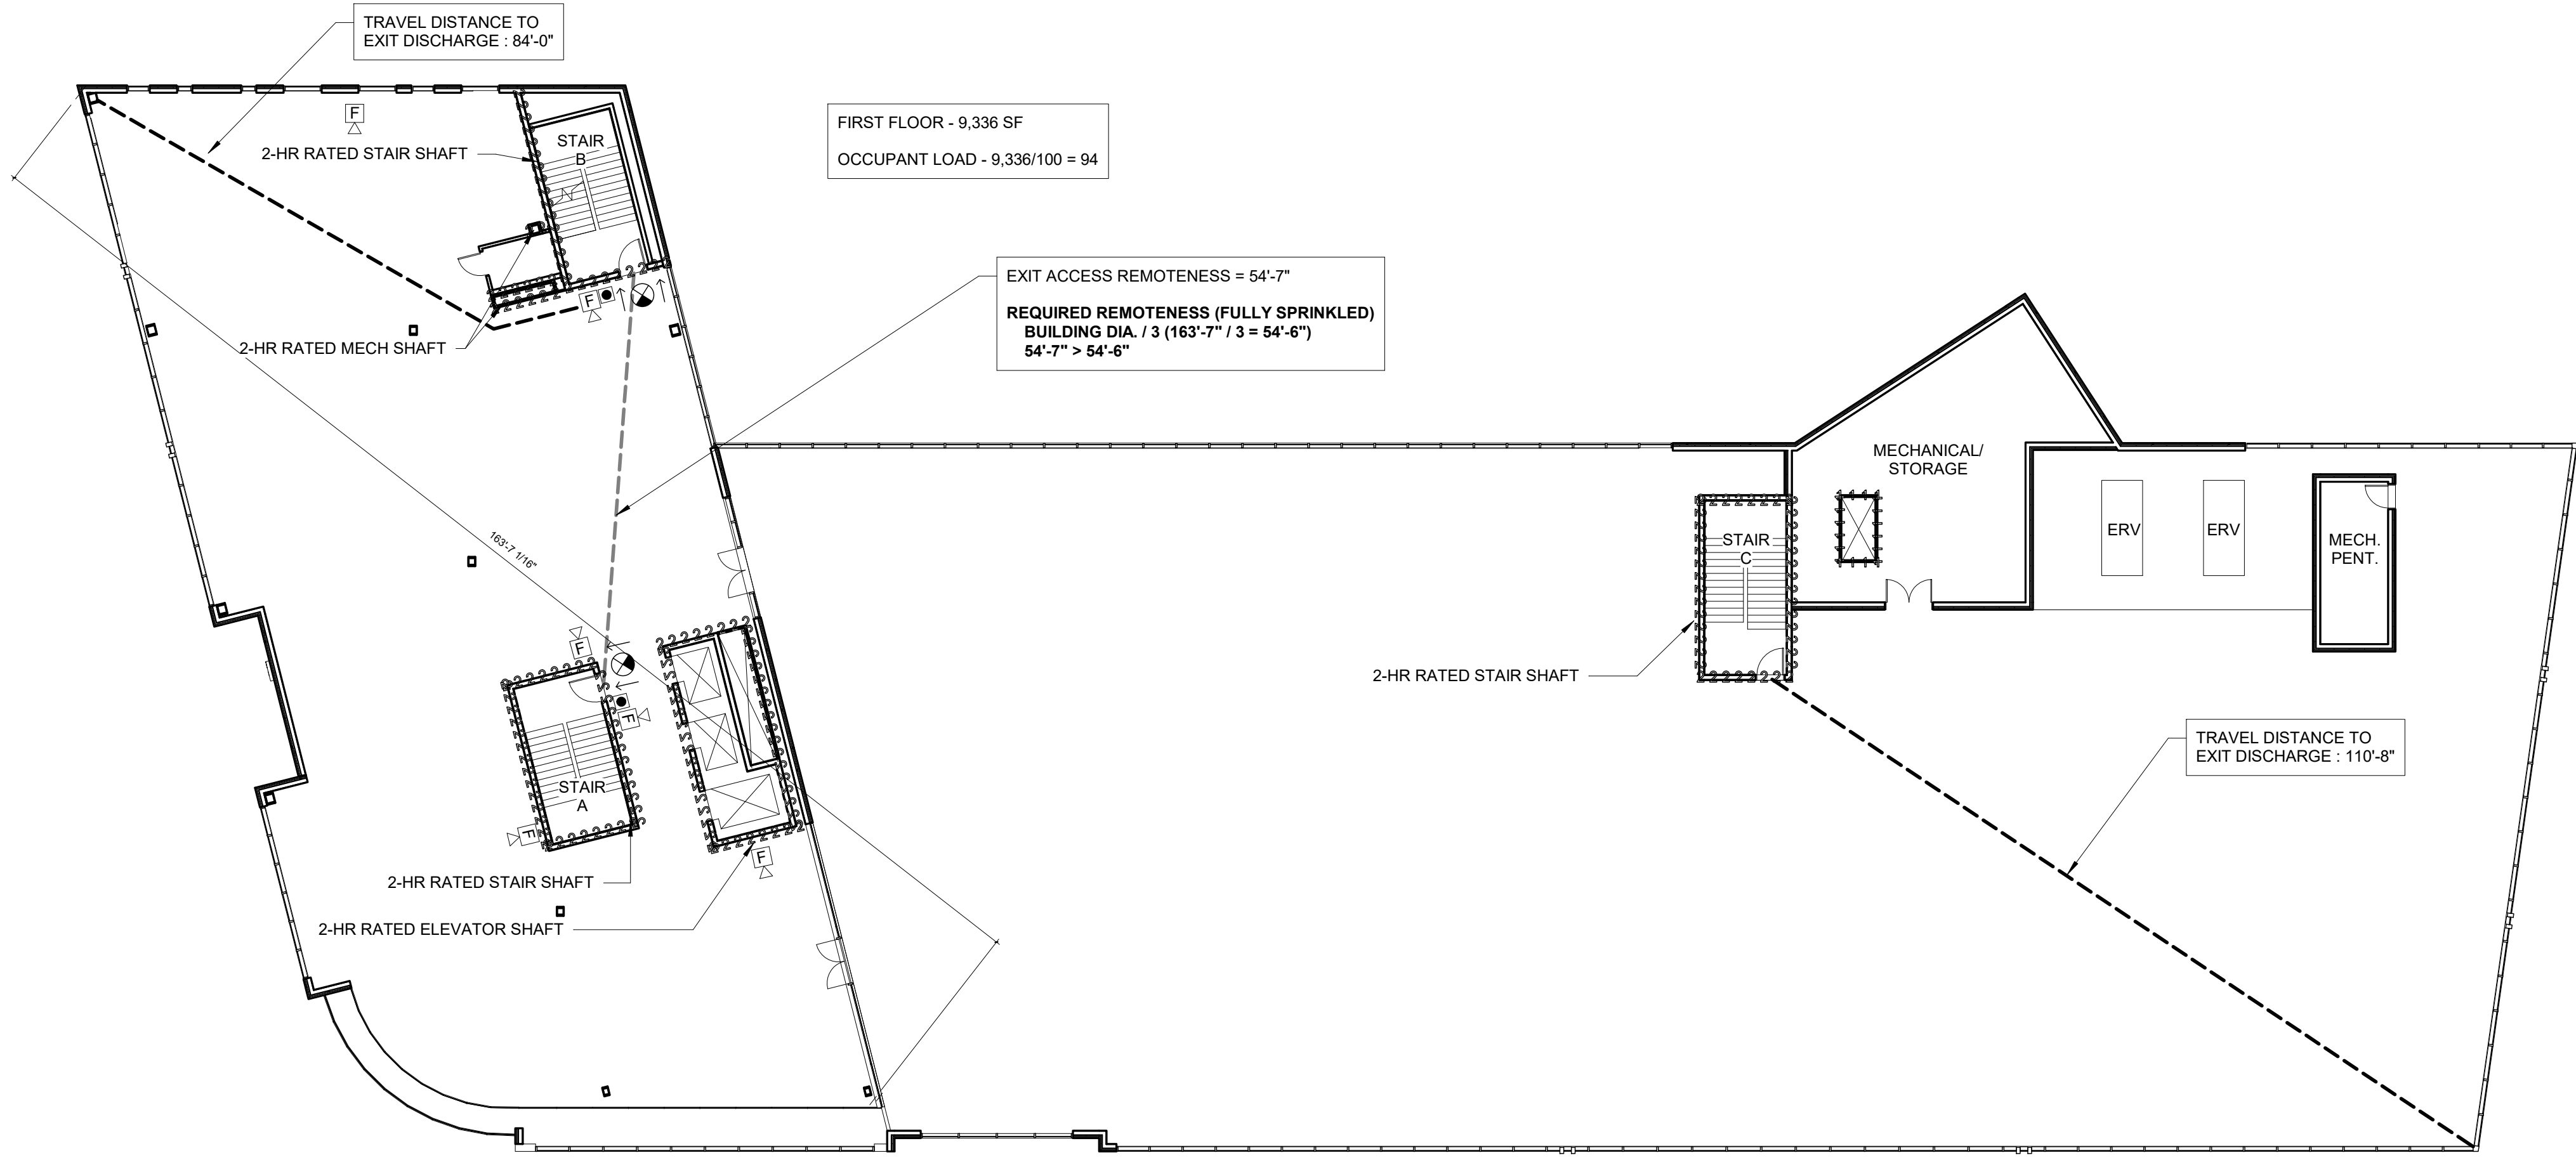 TRAVEL DISTANCE TO
EXIT DISCHARGE : 84'-0"
F
2-HR RATED STAIR SHAFT
STAIR
B
FIRST FLOOR - 9,336 SF
OCCUPANT LOAD - 9,336/100 = 94
EXIT ACCESS REMOTENESS = 54'-7"
REQUIRED REMOTENESS (FULLY SPRINKLED)
BUILDING DIA. / 3 (163'-7" / 3 = 54'-6")
54'-7" > 54'-6"
F
2-HR RATED MECH SHAFT
163'-7 1/16"
MECHANICAL/
STORAGE
STAIR
C
ERV
ERV
MECH.
PENT.
F
2-HR RATED STAIR SHAFT
F
STAIR
A
F
F
TRAVEL DISTANCE TO
EXIT DISCHARGE : 110'-8"
2-HR RATED STAIR SHAFT
2-HR RATED ELEVATOR SHAFT